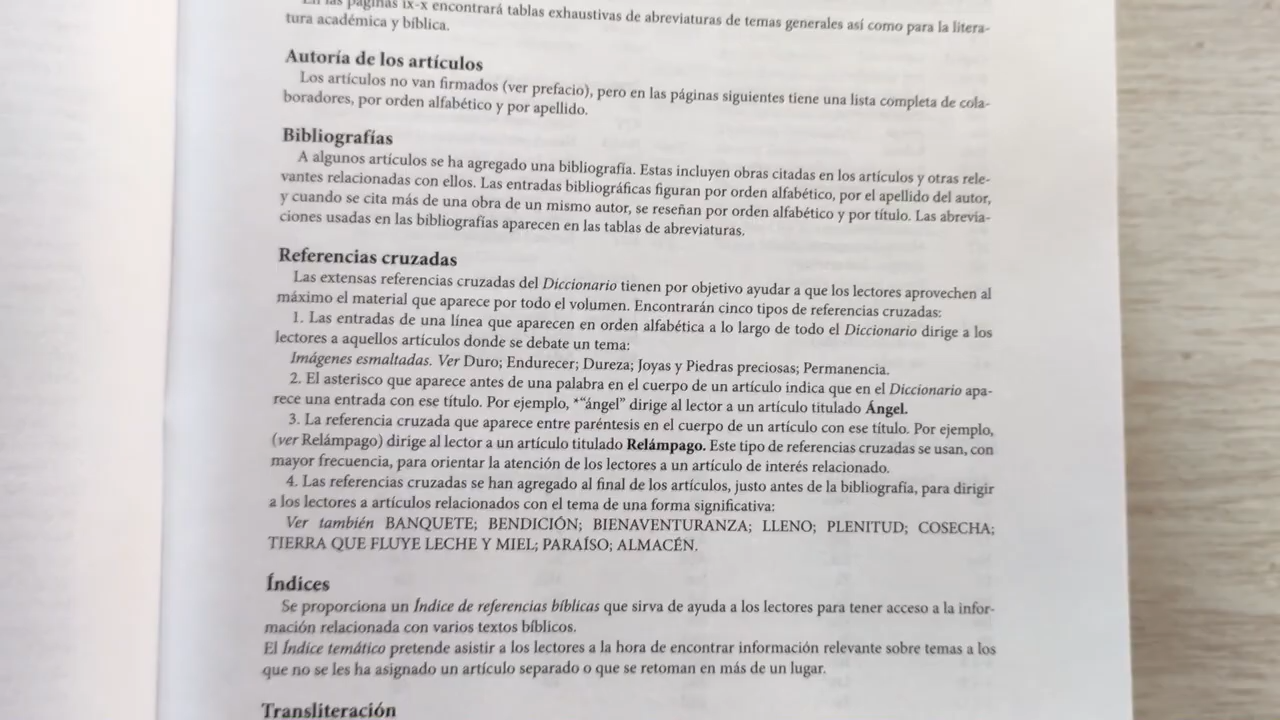 En las páginas ix-x encontrará tablas exhaustivas de abreviaturas de temas generales así como para la litera-
tura académica y bíblica.
Autoría de los artículos
Los artículos no van firmados (ver prefacio), pero en las páginas siguientes tiene una lista completa de cola-
boradores, por orden alfabético y por apellido.
Bibliografías
A algunos artículos se ha agregado una bibliografía. Estas incluyen obras citadas en los artículos y otras rele-
vantes relacionadas con ellos. Las entradas bibliográficas figuran por orden alfabético, por el apellido del autor,
y cuando se cita más de una obra de un mismo autor, se reseñan por orden alfabético y por título. Las abrevia-
ciones usadas en las bibliografías aparecen en las tablas de abreviaturas.
Referencias cruzadas
Las extensas referencias cruzadas del Diccionario tienen por objetivo ayudar a que los lectores aprovechen al
máximo el material que aparece por todo el volumen. Encontrarán cinco tipos de referencias cruzadas:
1. Las entradas de una línea que aparecen en orden alfabética a lo largo de todo el Diccionario dirige a los
lectores a aquellos artículos donde se debate un tema:
Imágenes esmaltadas. Ver Duro; Endurecer; Dureza; Joyas y Piedras preciosas; Permanencia.
2. El asterisco que aparece antes de una palabra en el cuerpo de un artículo indica que en el Diccionario apa-
rece una entrada con ese título. Por ejemplo, *“ángel” dirige al lector a un artículo titulado Ángel.
3. La referencia cruzada que aparece entre paréntesis en el cuerpo de un artículo con ese título. Por ejemplo,
(ver Relámpago) dirige al lector a un artículo titulado Relámpago. Este tipo de referencias cruzadas se usan, con
mayor frecuencia, para orientar la atención de los lectores a un artículo de interés relacionado.
4. Las referencias cruzadas se han agregado al final de los artículos, justo antes de la bibliografía, para dirigir
a los lectores a artículos relacionados con el tema de una forma significativa:
Ver también BANQUETE; BENDICIÓN; BIENAVENTURANZA; LLENO; PLENITUD; COSECHA;
TIERRA QUE FLUYE LECHE Y MIEL; PARAÍSO; ALMACÉN.
Índices
Se proporciona un Índice de referencias bíblicas que sirva de ayuda a los lectores para tener acceso a la infor-
mación relacionada con varios textos bíblicos.
El Índice temático pretende asistir a los lectores a la hora de encontrar información relevante sobre temas a los
que no se les ha asignado un artículo separado o que se retoman en más de un lugar.
Transliteración